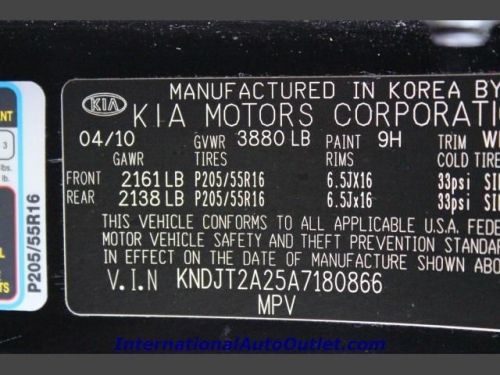 MANUFACTURED IN KOREA BY
KIA KIA MOTORS CORPORATI
04/10 GVWR 3880 LB PAINT 9H TRIM
GAWR TIRES RIMS COLD TIRE
FRONT 2161 LB P205/55R16 6.5JX16 33psi
REAR 2138 LB P205/55R16 6.5Jx16 33psi
THIS VEHICLE CONFORMS TO ALL APPLICABLE U.S.A. FEDE
MOTOR VEHICLE SAFETY AND THEFT PREVENTION STANDAR
IN EFFECT ON THE DATE OF MANUFACTURE SHOWN ABO
V.I.N KNDJT2A25A7180866
MPV
P205/55R16
InternationalAutoOutlet.com